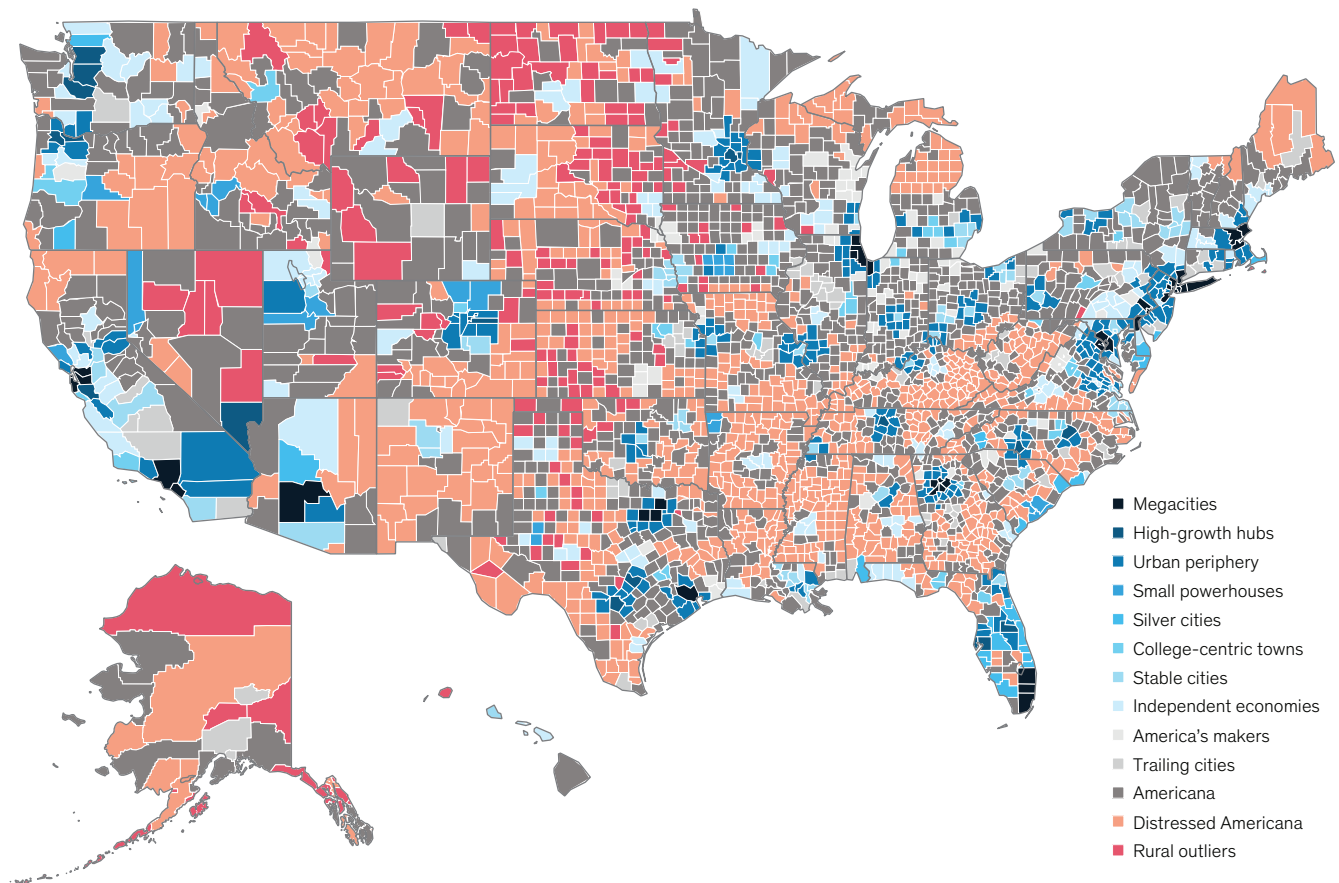 Megacities
High-growth hubs
Urban periphery
Small powerhouses
Silver cities
College-centric towns
Stable cities
Independent economies
America's makers
Trailing cities
Americana
Distressed Americana
Rural outliers